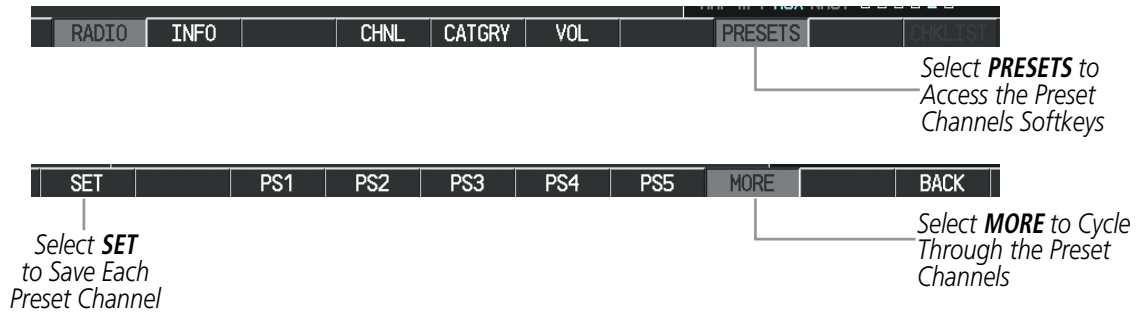 RADIO INFO CHNL CATGRY VOL PRESETS CHKLIST
Select PRESETS to
Access the Preset
Channels Softkeys
SET PS1 PS2 PS3 PS4 PS5 MORE BACK
Select SET
to Save Each
Preset Channel
Select MORE to Cycle
Through the Preset
Channels